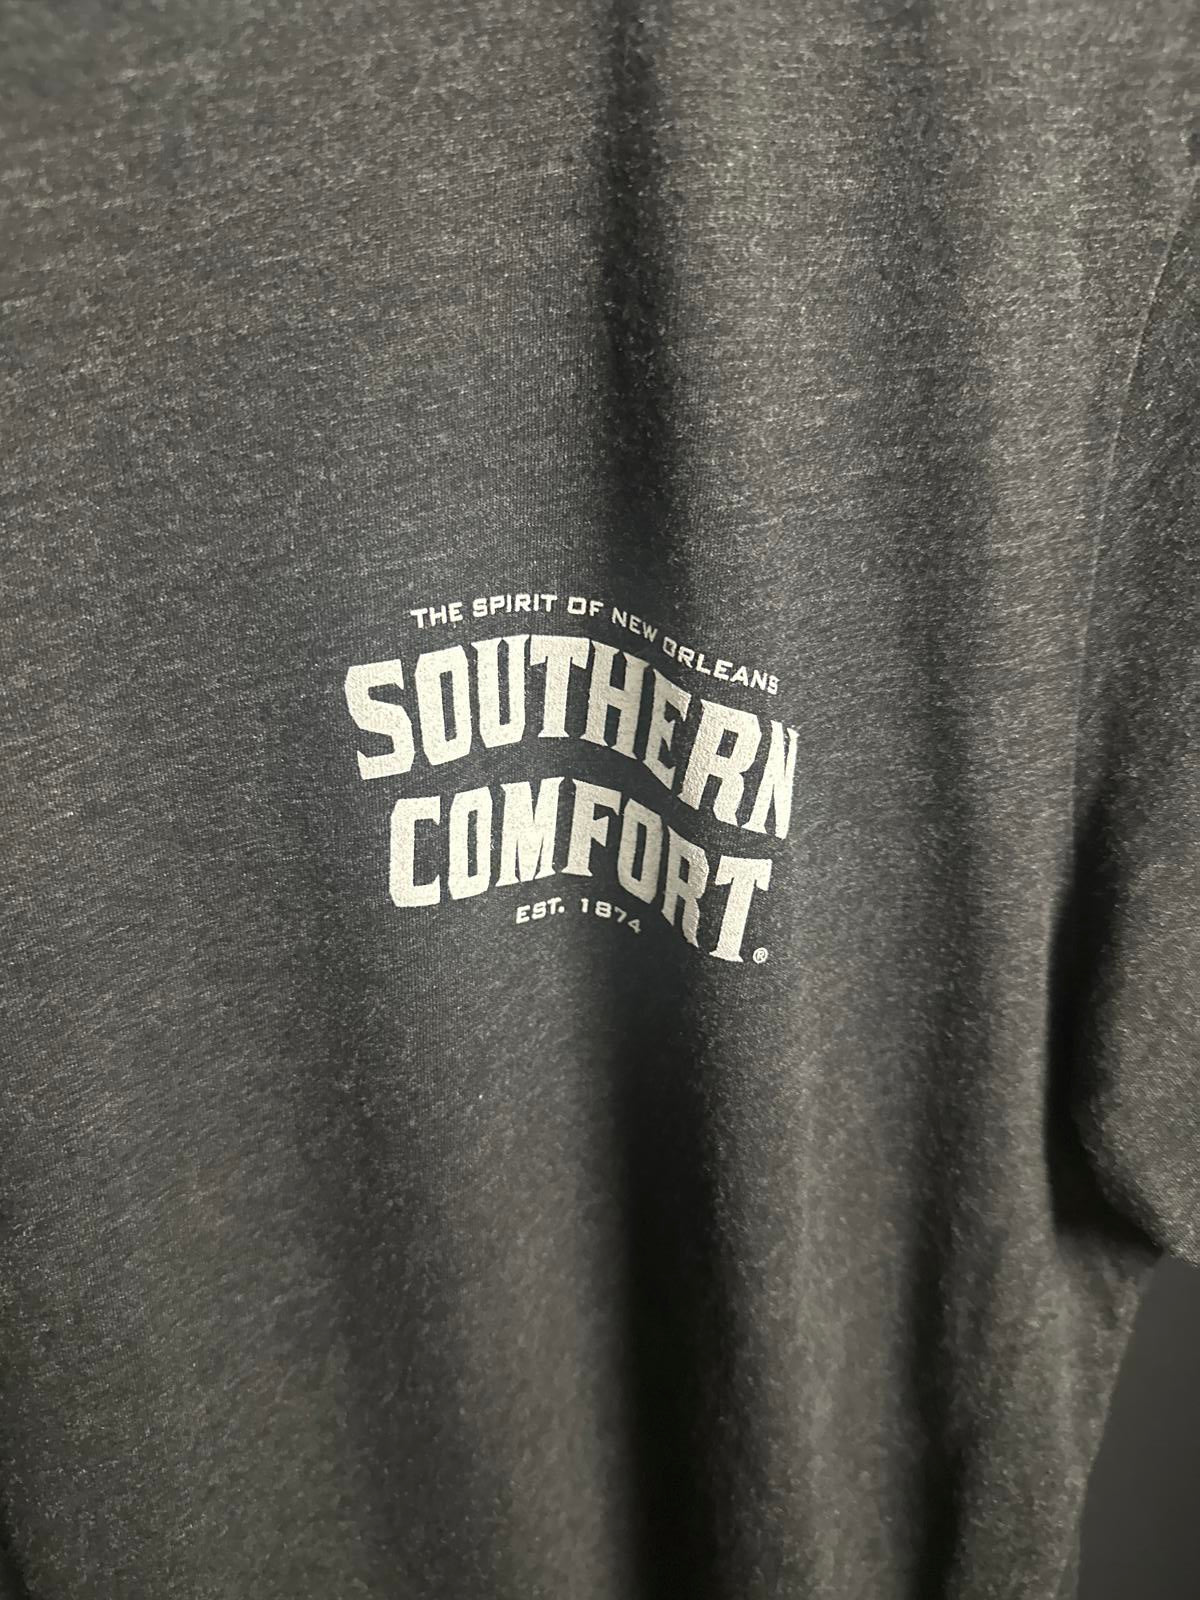 THE SPIRIT OF NEW ORLEANS
SOUTHERN
COMFORT®
EST. 1874